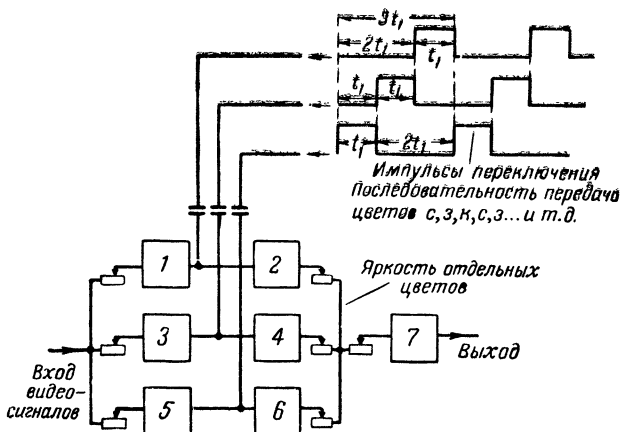 3t₁
2t₁
t₁
t₁
t₁
t₁
2t₁
Импульсы переключения
Последовательность передача
цветов с,з,к,с,з... и т.д.
1
2
Яркость отдельных
цветов
3
4
7
Вход
видео-
сигналов
Выход
5
6